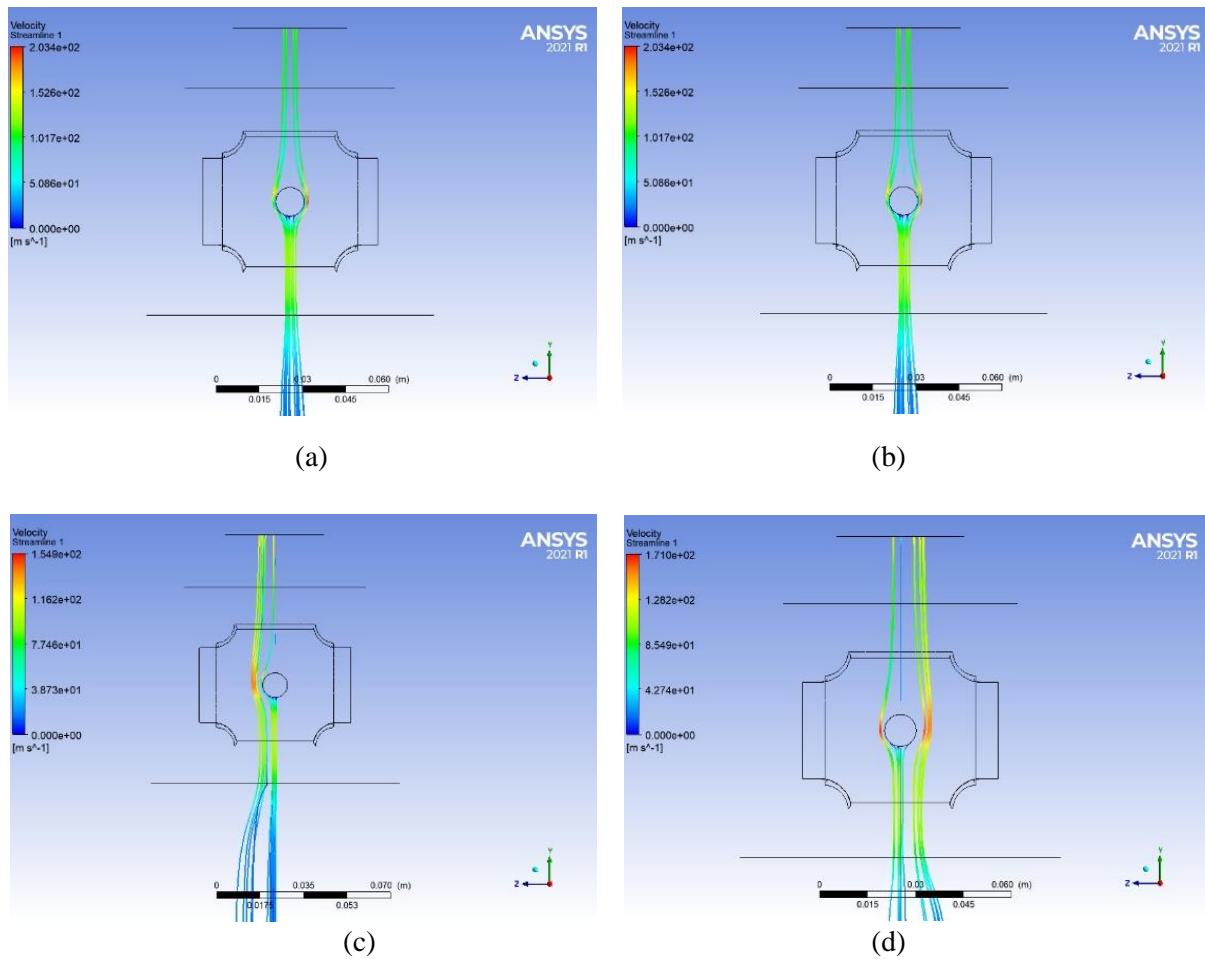 Velocity
Streamline 1
2.034e+02
1.526e+02
1.017e+02
5.086e+01
0.000e+00
[m s^-1]
ANSYS
2021 R1
0 0.03 0.060 (m)
0.015 0.045
Y
Z
(a)
Velocity
Streamline 1
2.034e+02
1.526e+02
1.017e+02
5.086e+01
0.000e+00
[m s^-1]
ANSYS
2021 R1
0 0.03 0.060 (m)
0.015 0.045
Y
Z
(b)
Velocity
Streamline 1
1.549e+02
1.162e+02
7.746e+01
3.873e+01
0.000e+00
[m s^-1]
ANSYS
2021 R1
0 0.035 0.070 (m)
0.0175 0.053
Y
Z
(c)
Velocity
Streamline 1
1.710e+02
1.282e+02
8.549e+01
4.274e+01
0.000e+00
[m s^-1]
ANSYS
2021 R1
0 0.03 0.060 (m)
0.015 0.045
Y
Z
(d)